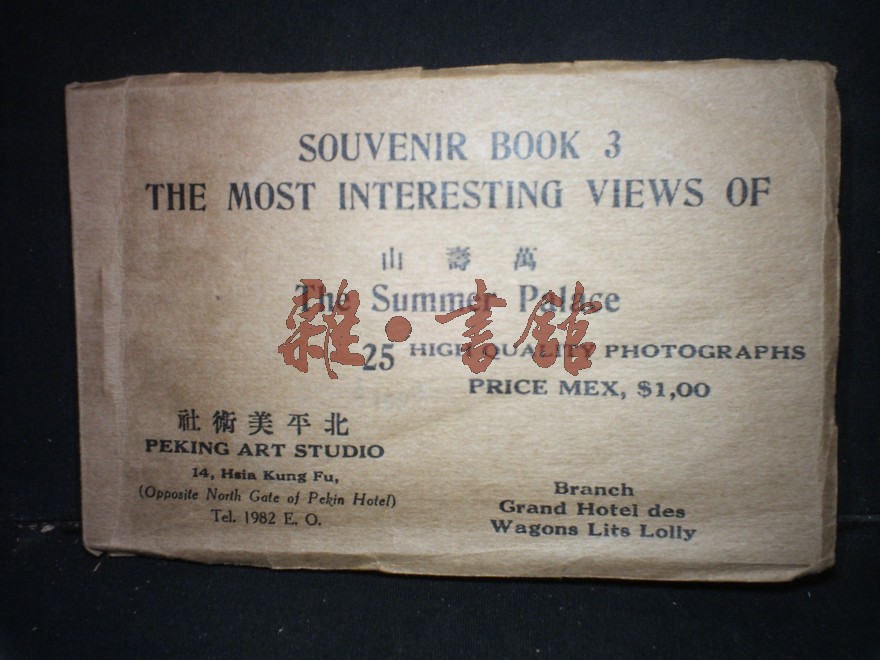 SOUVENIR BOOK 3
THE MOST INTERESTING VIEWS OF
山 壽 萬
The Summer Palace
雜·書館
25 HIGH QUALITY PHOTOGRAPHS
PRICE MEX, $1,00
社術美平北
PEKING ART STUDIO
14, Hsia Kung Fu,
(Opposite North Gate of Pekin Hotel)
Tel. 1982 E. O.
Branch
Grand Hotel des
Wagons Lits Lolly